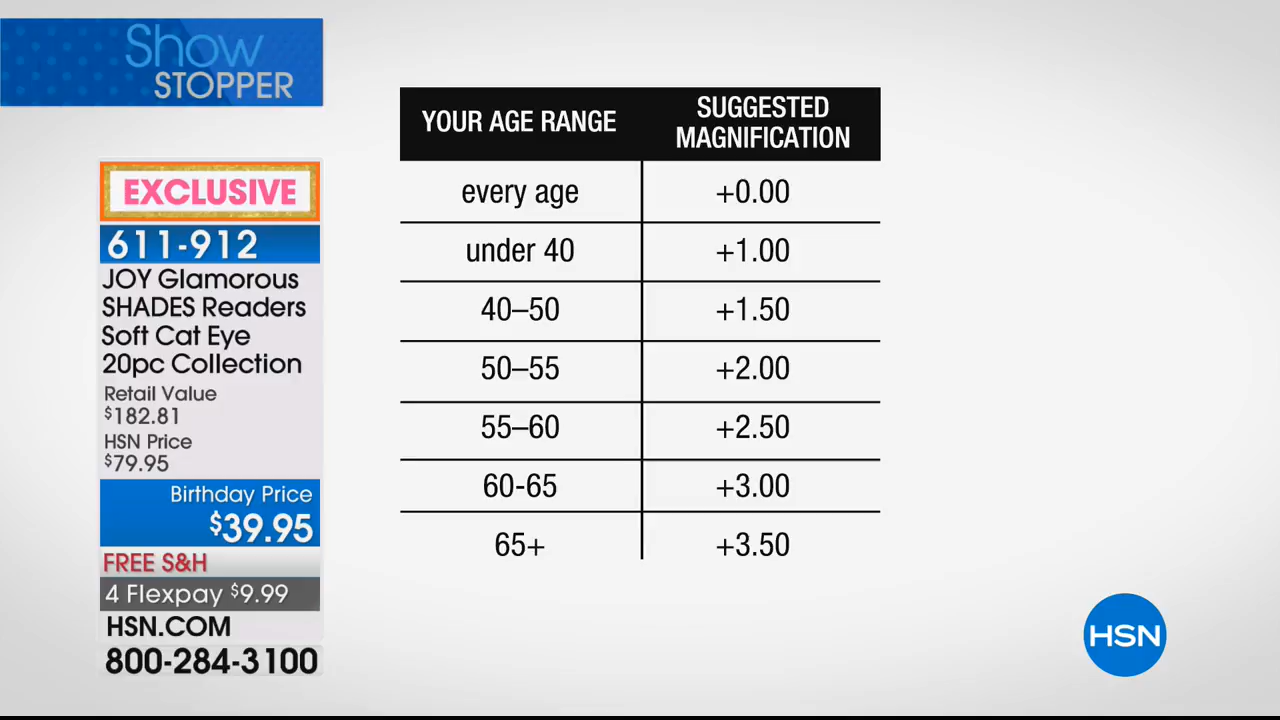 Show
STOPPER
EXCLUSIVE
611-912
JOY Glamorous
SHADES Readers
Soft Cat Eye
20pc Collection
Retail Value
$182.81
HSN Price
$79.95
Birthday Price
$39.95
FREE S&H
4 Flexpay $9.99
HSN.COM
800-284-3100
YOUR AGE RANGE SUGGESTED MAGNIFICATION
every age +0.00
under 40 +1.00
40–50 +1.50
50–55 +2.00
55–60 +2.50
60-65 +3.00
65+ +3.50
HSN